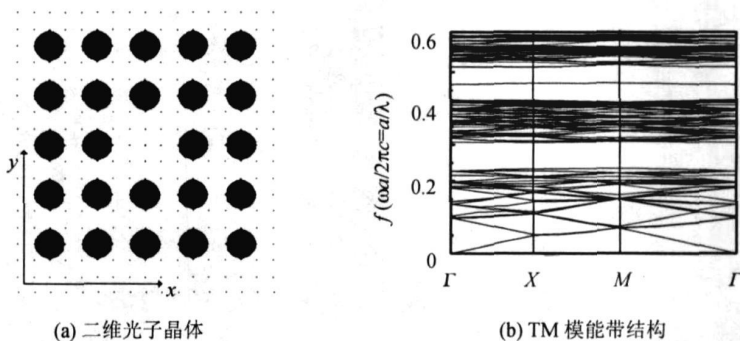 y
x
(a) 二维光子晶体
f (ωa/2πc=a/λ)
0.6
0.4
0.2
0
Γ X M Γ
(b) TM 模能带结构